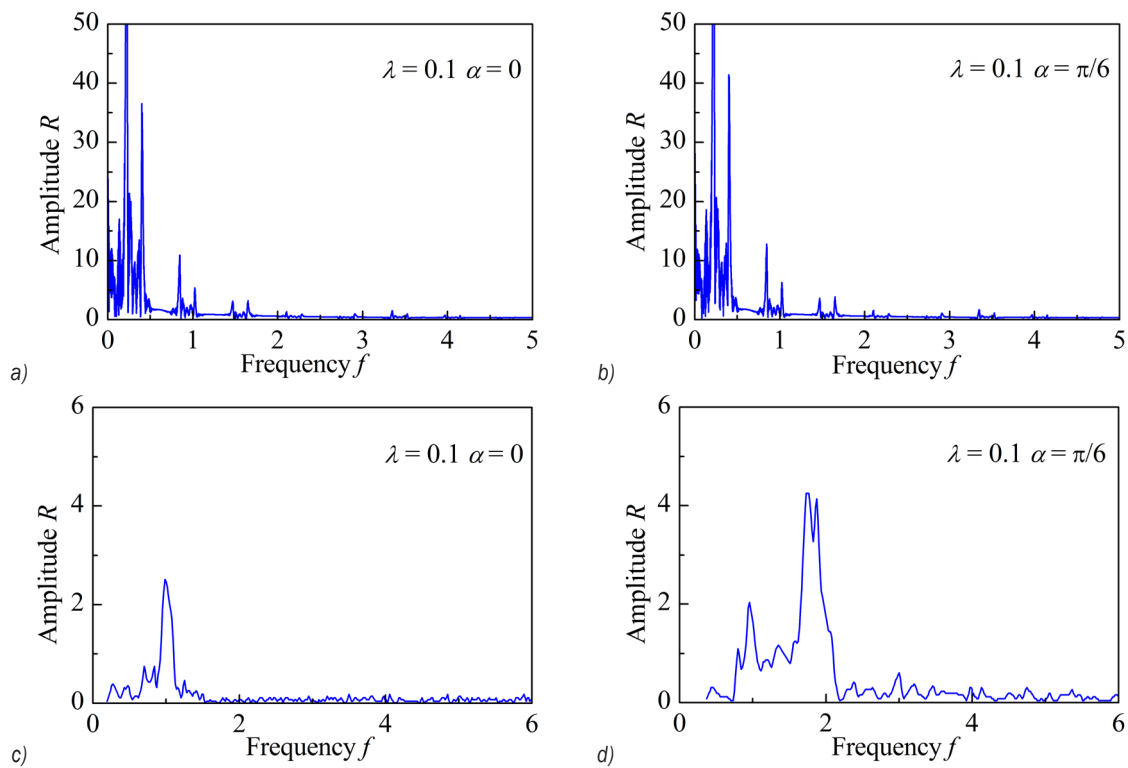 50
40
30
20
10
0
Amplitude R
λ = 0.1 α = 0
0 1 2 3 4 5
Frequency f
a)
50
40
30
20
10
0
Amplitude R
λ = 0.1 α = π/6
0 1 2 3 4 5
Frequency f
b)
6
4
2
0
Amplitude R
λ = 0.1 α = 0
0 2 4 6
Frequency f
c)
6
4
2
0
Amplitude R
λ = 0.1 α = π/6
0 2 4 6
Frequency f
d)